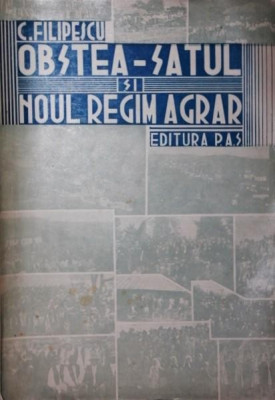 C. FILIPESCU
OBSTEA-SATUL
SI
NOUL REGIM AGRAR
EDITURA P.A.S